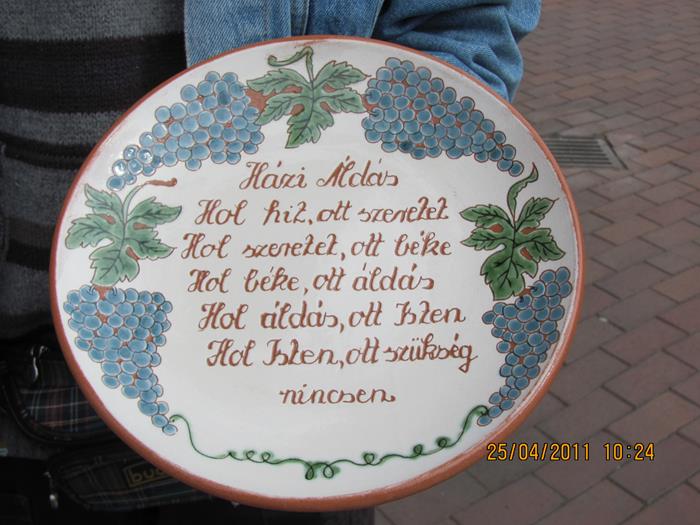 Házi Áldás
Hol hit, ott szeretet
Hol szeretet, ott béke
Hol béke, ott áldás
Hol áldás, ott Isten
Hol Isten, ott szükség
nincsen
25/04/2011 10:24